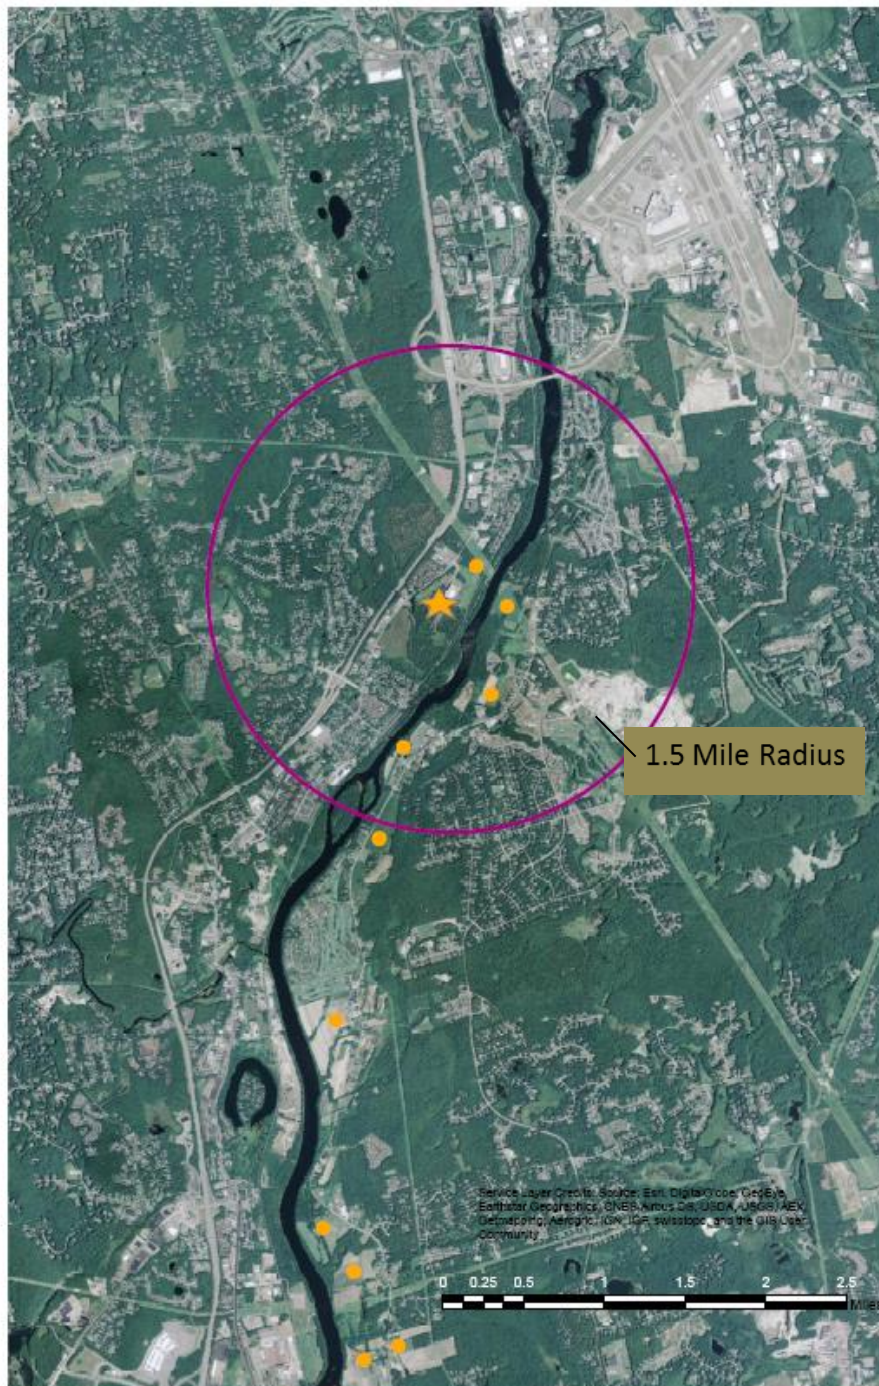 1.5 Mile Radius
Service Layer Credits: Source: Esri, DigitalGlobe, GeoEye,
Earthstar Geographics, CNES/Airbus DS, USDA, USGS, AEX,
Getmapping, Aerogrid, IGN, IGP, swisstopo, and the GIS User
Community
0 0.25 0.5 1 1.5 2 2.5
Miles